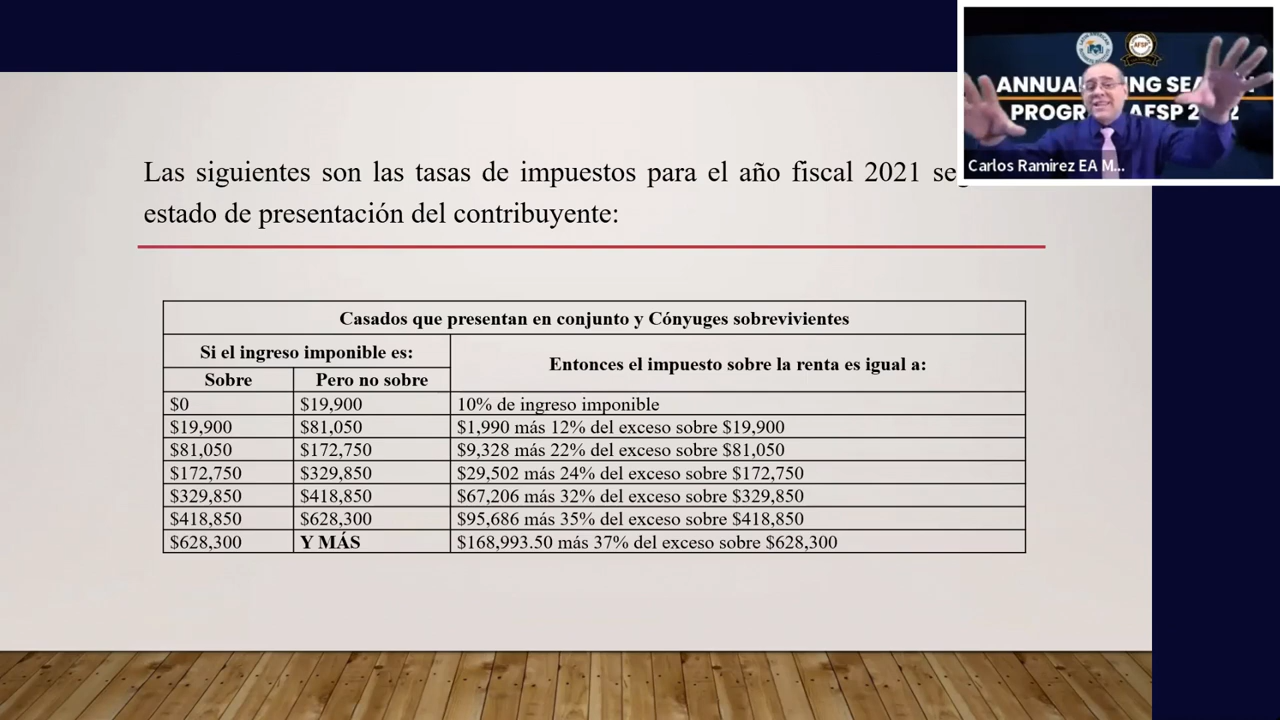 AFSP
ANNUAL
PROGR AFSP 2
Carlos Ramirez EA M...
Las siguientes son las tasas de impuestos para el año fiscal 2021
estado de presentación del contribuyente:
Casados que presentan en conjunto y Cónyuges sobrevivientes
Si el ingreso imponible es:
Entonces el impuesto sobre la renta es igual a:
Sobre Pero no sobre
$0 $19,900 10% de ingreso imponible
$19,900 $81,050 $1,990 más 12% del exceso sobre $19,900
$81,050 $172,750 $9,328 más 22% del exceso sobre $81,050
$172,750 $329,850 $29,502 más 24% del exceso sobre $172,750
$329,850 $418,850 $67,206 más 32% del exceso sobre $329,850
$418,850 $628,300 $95,686 más 35% del exceso sobre $418,850
$628,300 Y MÁS $168,993.50 más 37% del exceso sobre $628,300